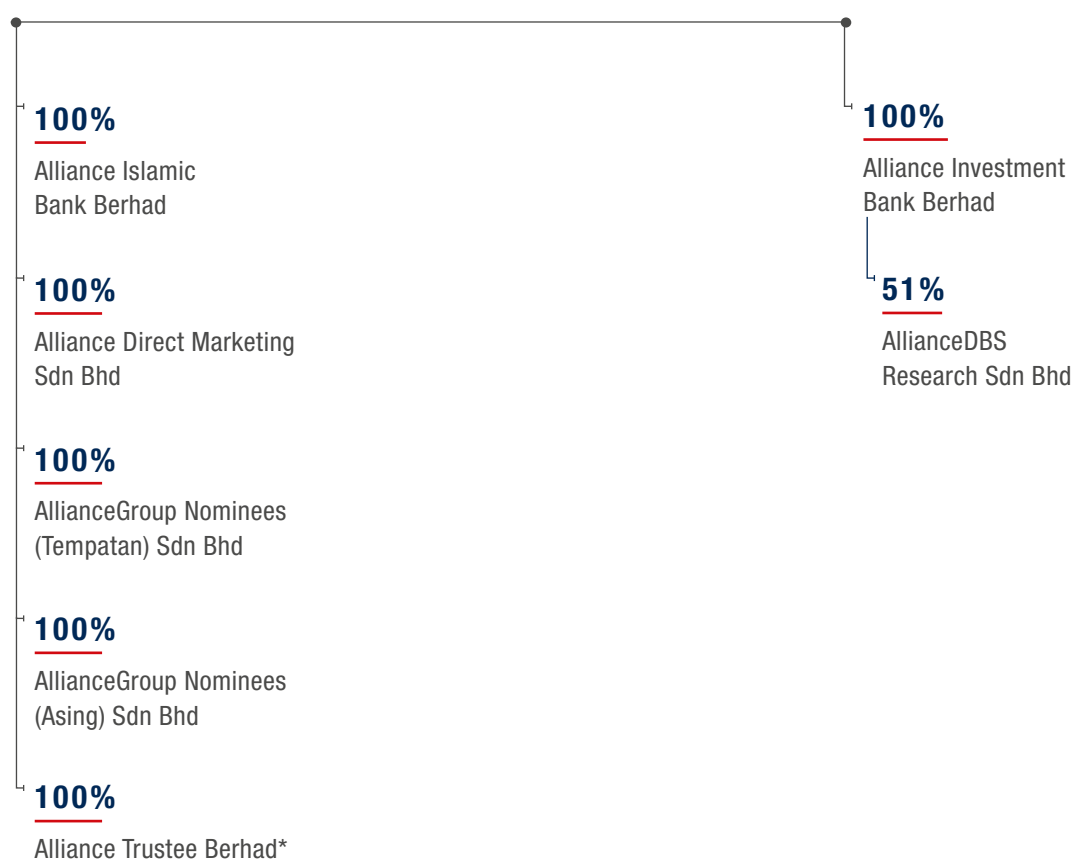 100%
Alliance Islamic
Bank Berhad
100%
Alliance Direct Marketing
Sdn Bhd
100%
AllianceGroup Nominees
(Tempatan) Sdn Bhd
100%
AllianceGroup Nominees
(Asing) Sdn Bhd
100%
Alliance Trustee Berhad*
100%
Alliance Investment
Bank Berhad
51%
AllianceDBS
Research Sdn Bhd